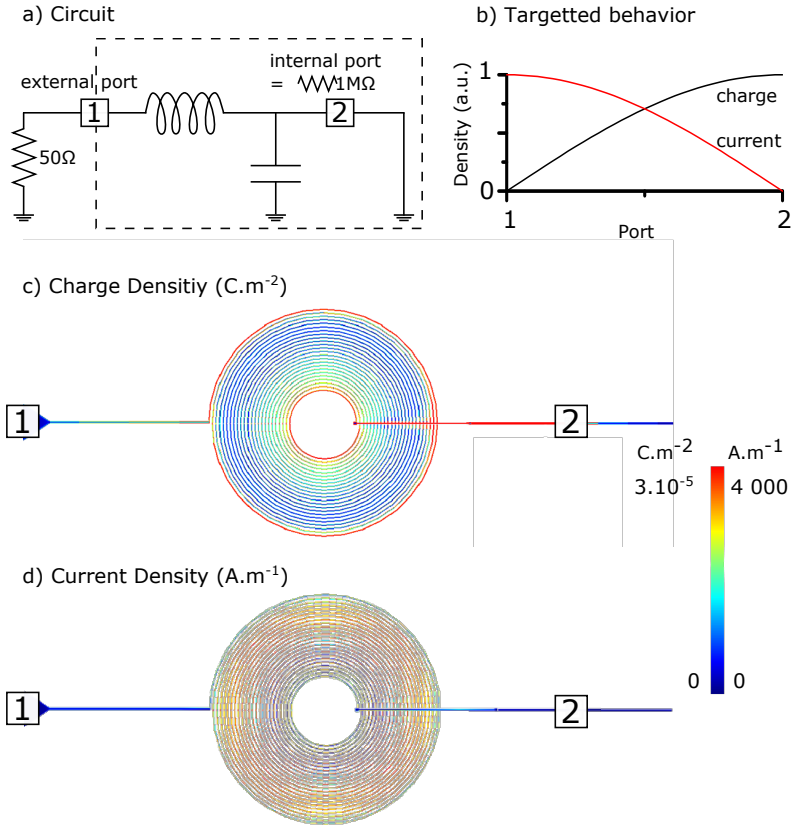 a) Circuit
external port
internal port
= 1MΩ
1
2
50Ω
b) Targetted behavior
Density (a.u.)
1
0
charge
current
1
2
Port
c) Charge Densitiy (C.m-2)
1
2
C.m-2
A.m-1
3.10-5
4 000
0
0
d) Current Density (A.m-1)
1
2